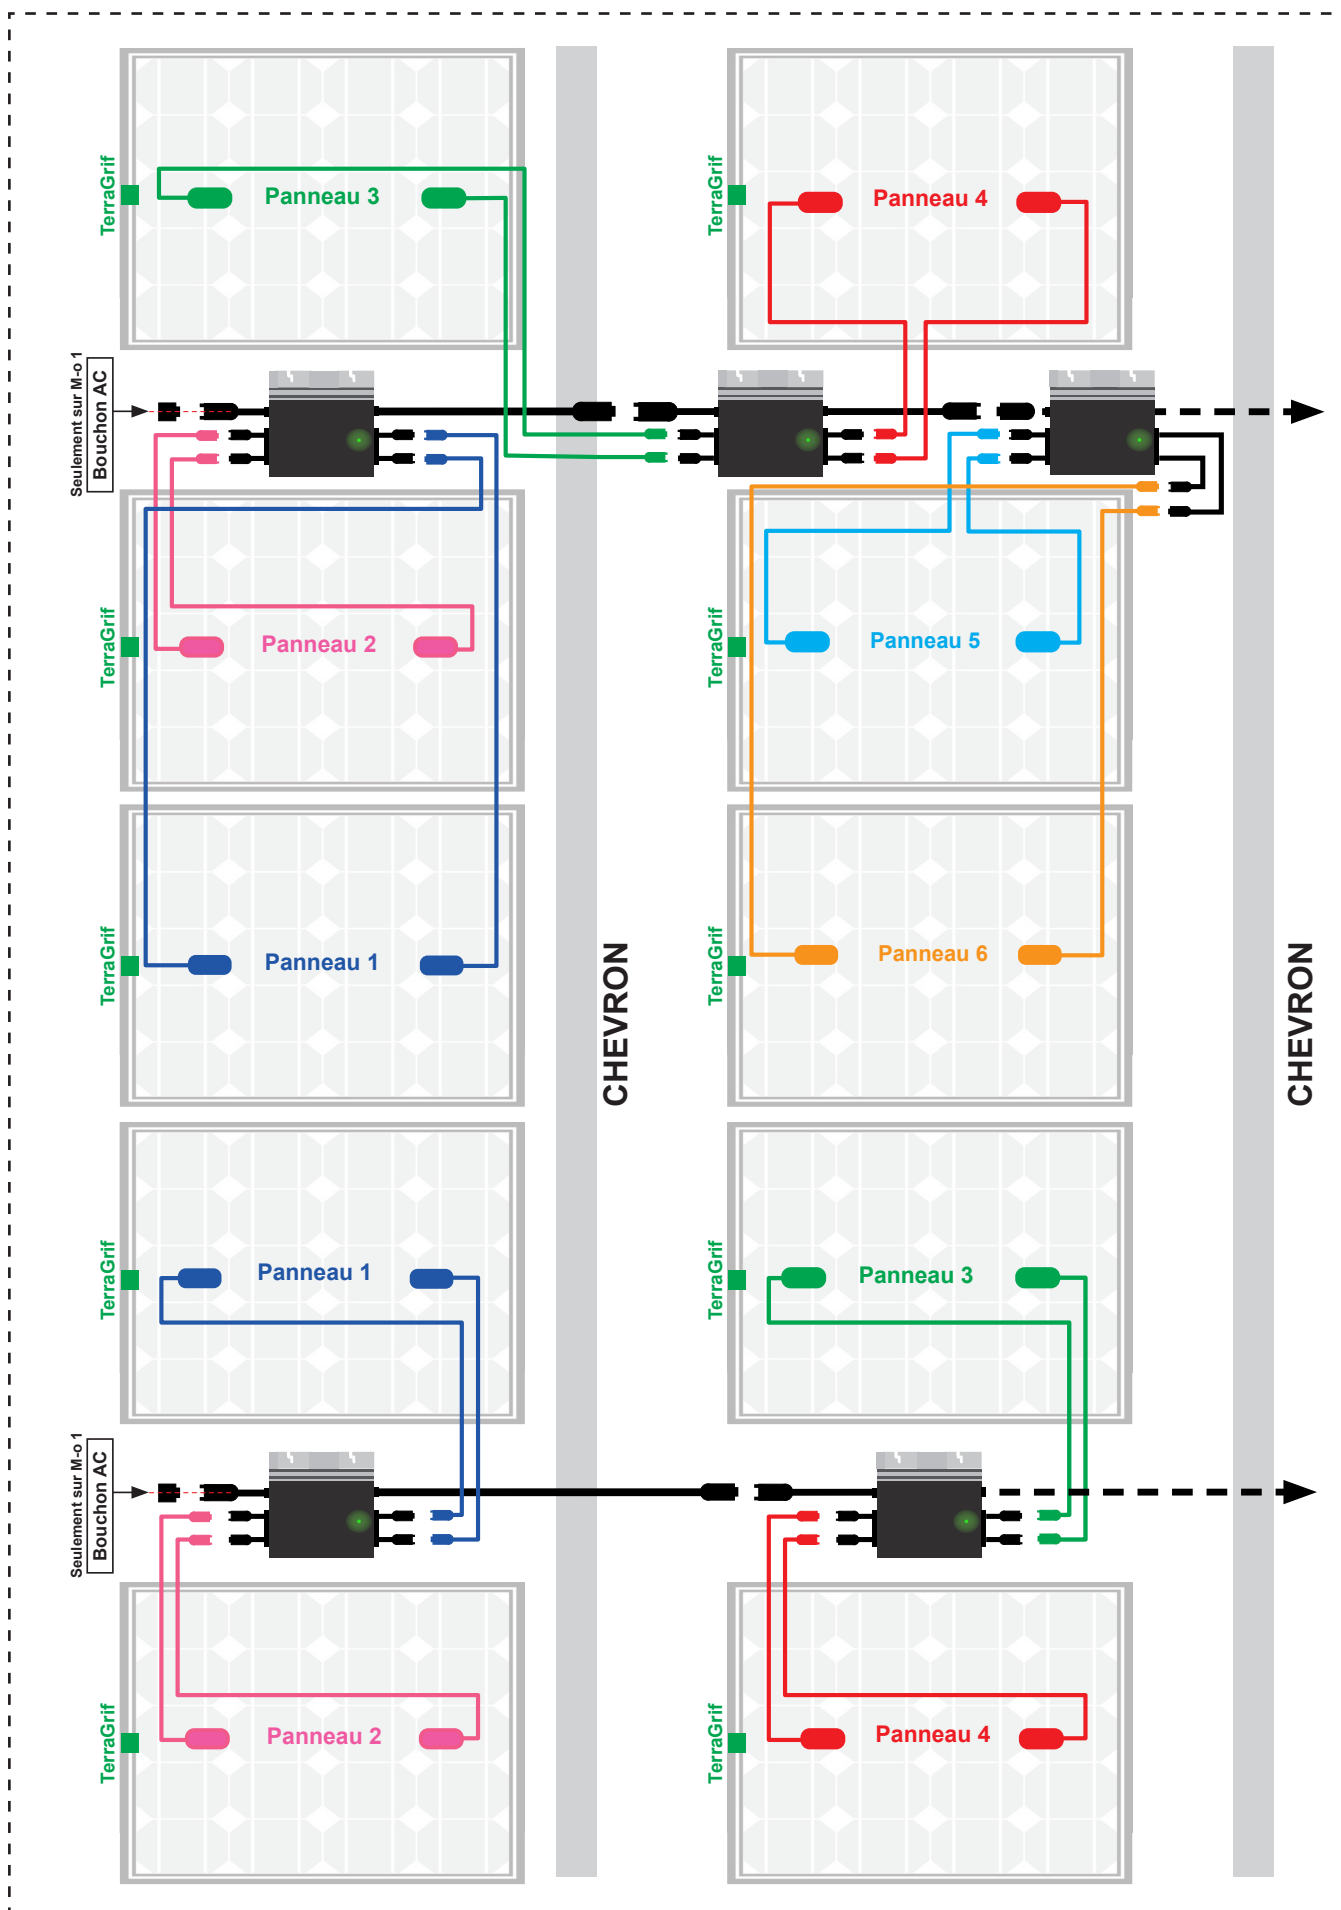 TerraGrif
Panneau 3
TerraGrif
Panneau 4
Seulement sur M-o 1
Bouchon AC
TerraGrif
Panneau 2
TerraGrif
Panneau 5
TerraGrif
Panneau 1
CHEVRON
TerraGrif
Panneau 6
CHEVRON
TerraGrif
Panneau 1
TerraGrif
Panneau 3
Seulement sur M-o 1
Bouchon AC
TerraGrif
Panneau 2
TerraGrif
Panneau 4